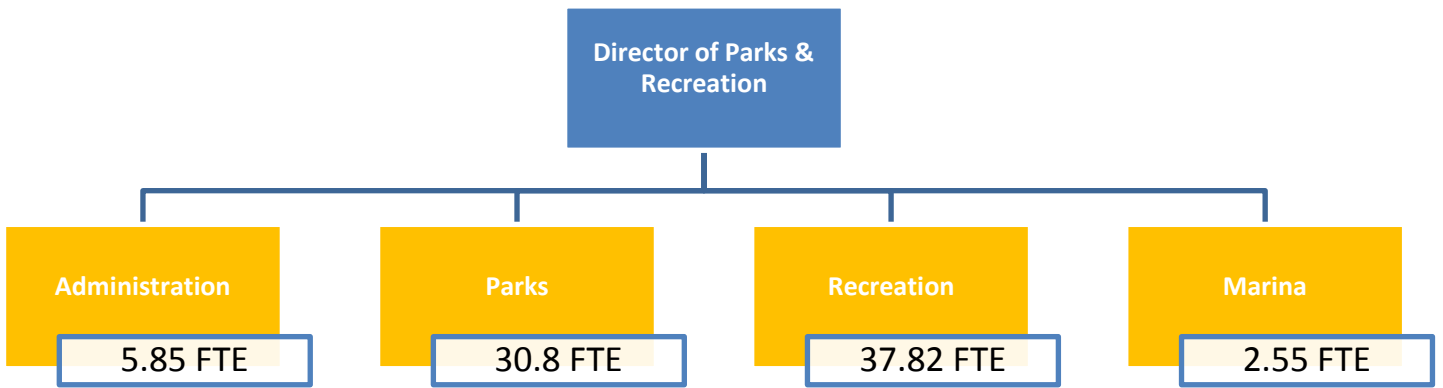 Director of Parks &
Recreation
Administration
Parks
Recreation
Marina
5.85 FTE
30.8 FTE
37.82 FTE
2.55 FTE